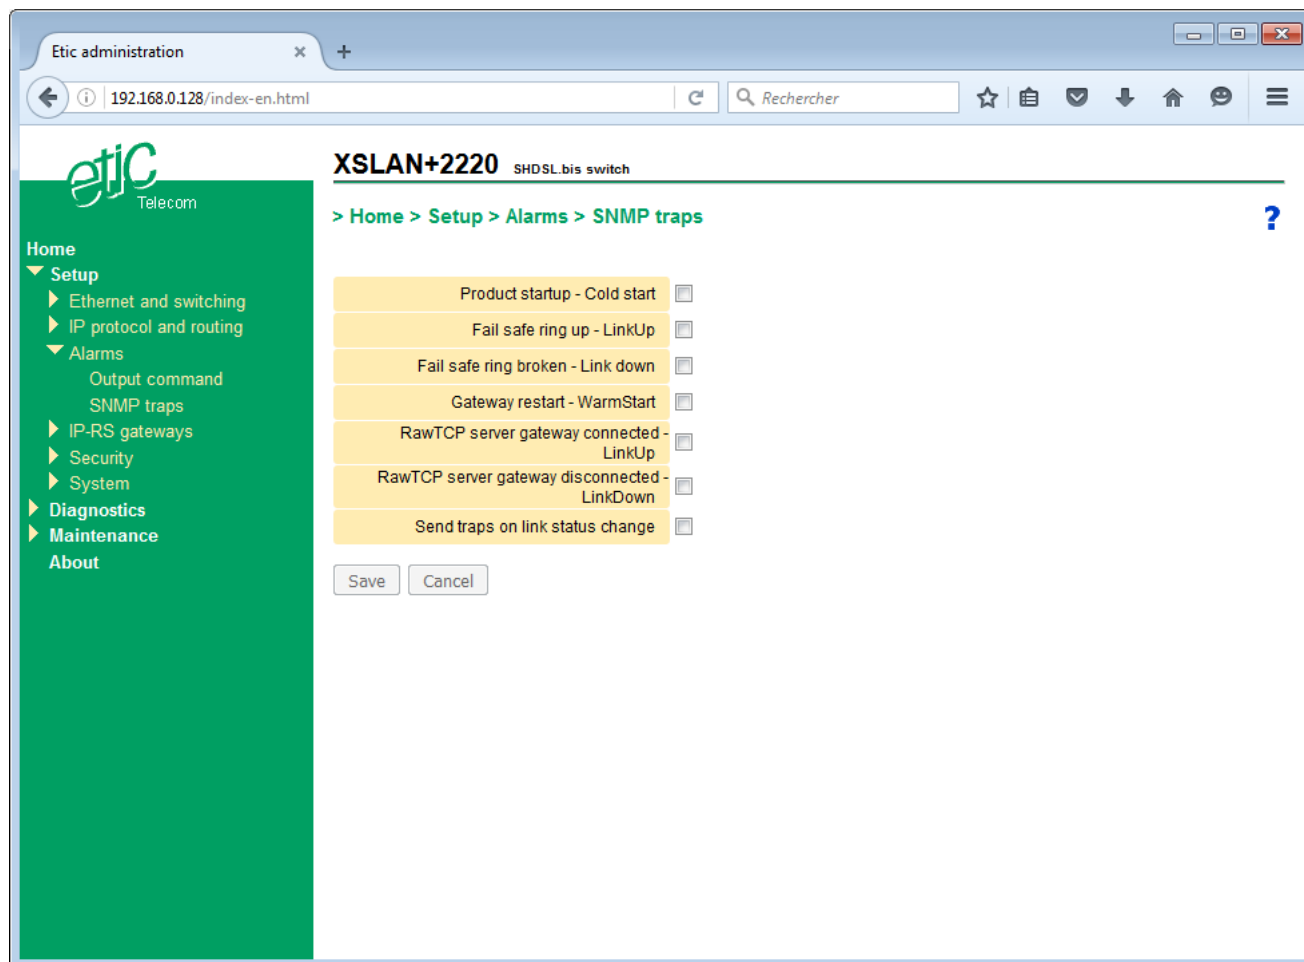 Etic administration
192.168.0.128/index-en.html
Rechercher
etic
Telecom
XSLAN+2220 SHDSL.bis switch
> Home > Setup > Alarms > SNMP traps
?
Home
Setup
Ethernet and switching
IP protocol and routing
Alarms
Output command
SNMP traps
IP-RS gateways
Security
System
Diagnostics
Maintenance
About
Product startup - Cold start
Fail safe ring up - LinkUp
Fail safe ring broken - Link down
Gateway restart - WarmStart
RawTCP server gateway connected -
LinkUp
RawTCP server gateway disconnected -
LinkDown
Send traps on link status change
Save Cancel